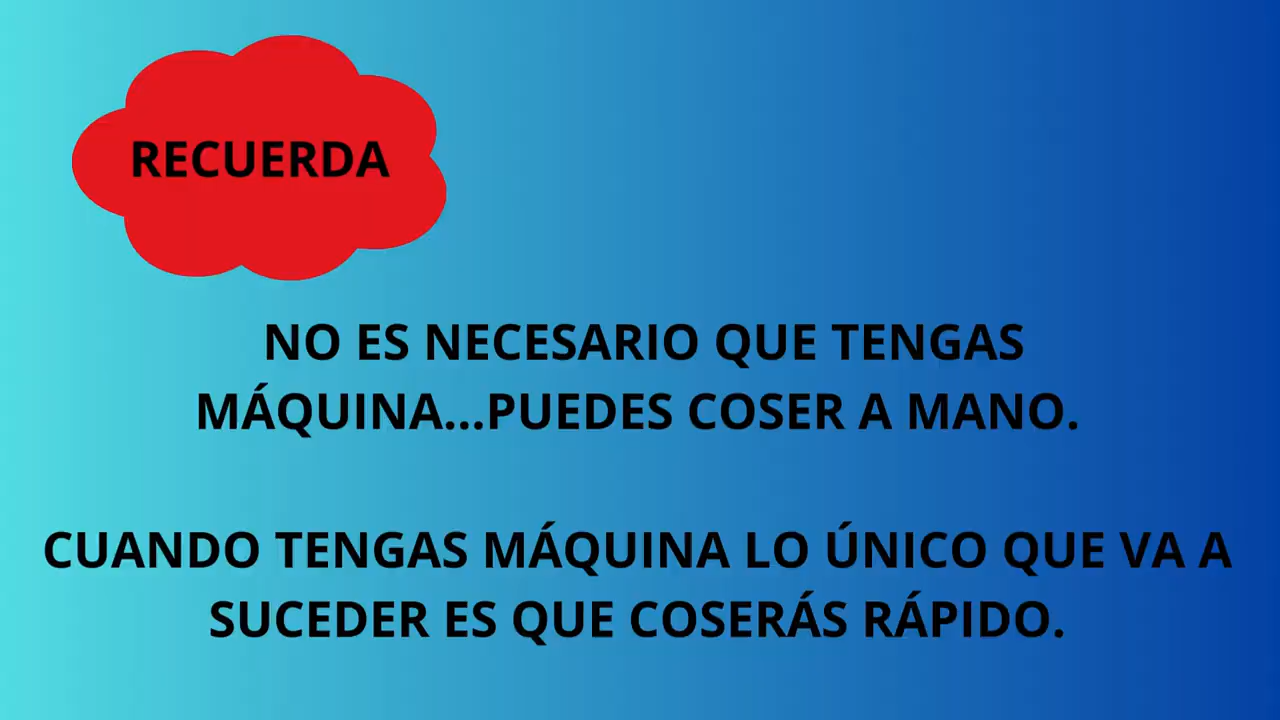 RECUERDA
NO ES NECESARIO QUE TENGAS
MÁQUINA...PUEDES COSER A MANO.
CUANDO TENGAS MÁQUINA LO ÚNICO QUE VA A
SUCEDER ES QUE COSERÁS RÁPIDO.